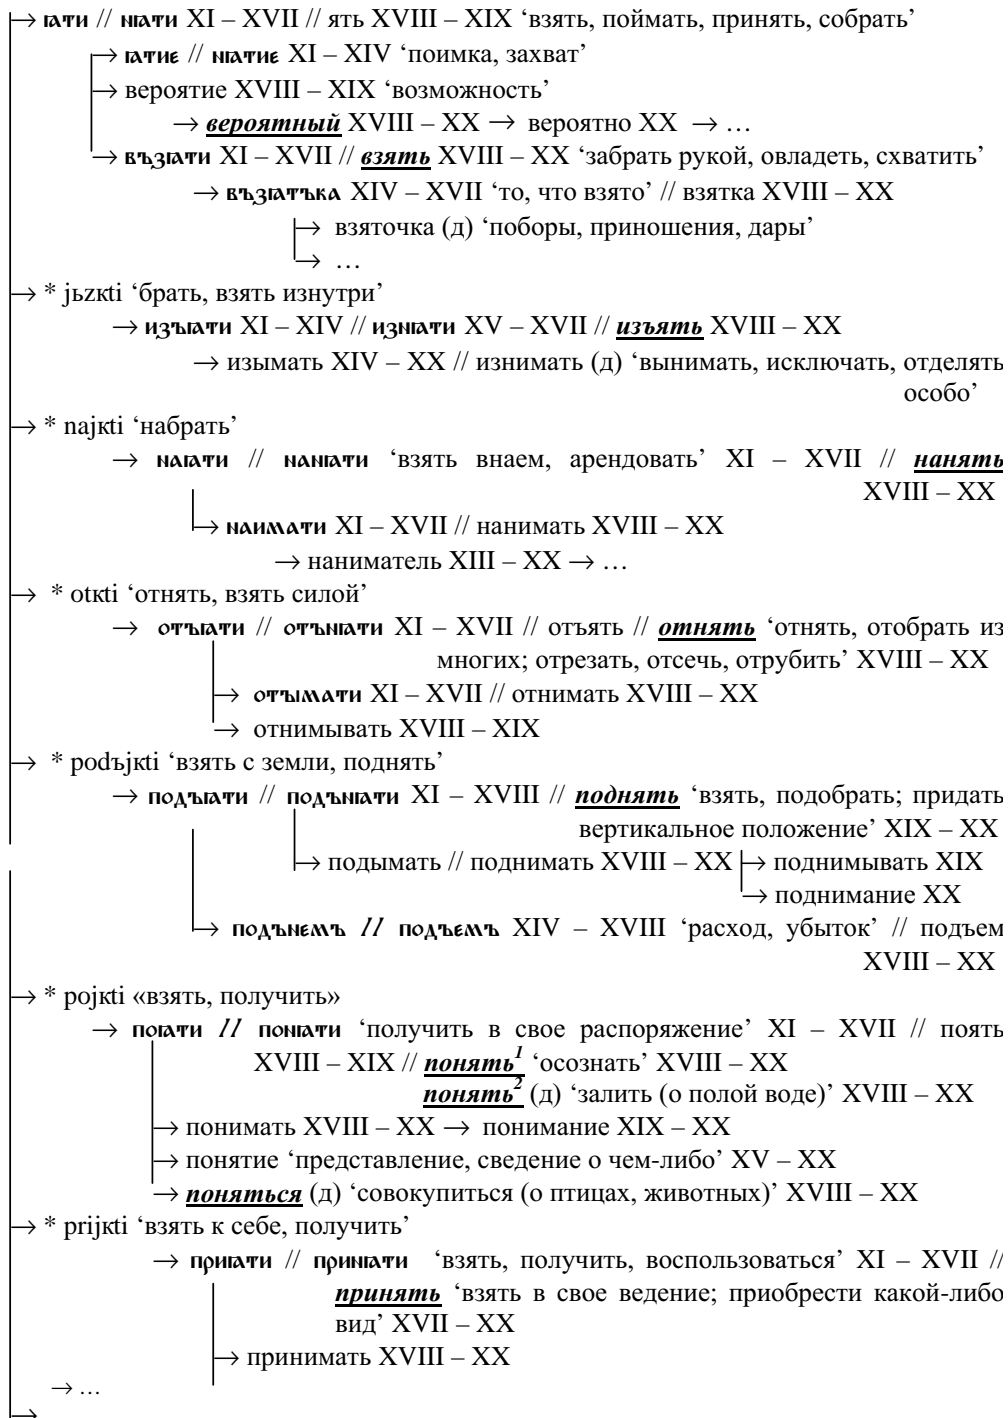 → ꙗти // нꙗти XI – XVII // ять XVIII – XIX ‘взять, поймать, принять, собрать’
→ ꙗтиѥ // нꙗтиѥ XI – XIV ‘поимка, захват’
→ вероятие XVIII – XIX ‘возможность’
→ вероятный XVIII – XX → вероятно XX → …
→ възꙗти XI – XVII // взять XVIII – XX ‘забрать рукой, овладеть, схватить’
→ възꙗтъка XIV – XVII ‘то, что взято’ // взятка XVIII – XX
→ взяточка (д) ‘поборы, приношения, дары’
→ …
→ * jьzκti ‘брать, взять изнутри’
→ изъꙗти XI – XIV // изнꙗти XV – XVII // изъять XVIII – XX
→ изымать XIV – XX // изнимать (д) ‘вынимать, исключать, отделять
особо’
→ * najκti ‘набрать’
→ наꙗти // нанꙗти ‘взять внаем, арендовать’ XI – XVII // нанять
XVIII – XX
→ наимати XI – XVII // нанимать XVIII – XX
→ наниматель XIII – XX → …
→ * otκti ‘отнять, взять силой’
→ отъꙗти // отънꙗти XI – XVII // отъять // отнять ‘отнять, отобрать из
многих; отрезать, отсечь, отрубить’ XVIII – XX
→ отымати XI – XVII // отнимать XVIII – XX
→ отнимывать XVIII – XIX
→ * podъjκti ‘взять с земли, поднять’
→ подъꙗти // подънꙗти XI – XVIII // поднять ‘взять, подобрать; придать
вертикальное положение’ XIX – XX
→ подымать // поднимать XVIII – XX → поднимывать XIX
→ поднимание XX
→ подънемъ // подъемъ XIV – XVIII ‘расход, убыток’ // подъем
XVIII – XX
→ * pojκti «взять, получить»
→ поꙗти // понꙗти ‘получить в свое распоряжение’ XI – XVII // поять
XVIII – XIX // понять¹ ‘осознать’ XVIII – XX
понять² (д) ‘залить (о полой воде)’ XVIII – XX
→ понимать XVIII – XX → понимание XIX – XX
→ понятие ‘представление, сведение о чем-либо’ XV – XX
→ поняться (д) ‘совокупиться (о птицах, животных)’ XVIII – XX
→ * prijκti ‘взять к себе, получить’
→ приꙗти // принꙗти ‘взять, получить, воспользоваться’ XI – XVII //
принять ‘взять в свое ведение; приобрести какой-либо
вид’ XVII – XX
→ принимать XVIII – XX
→ …
→